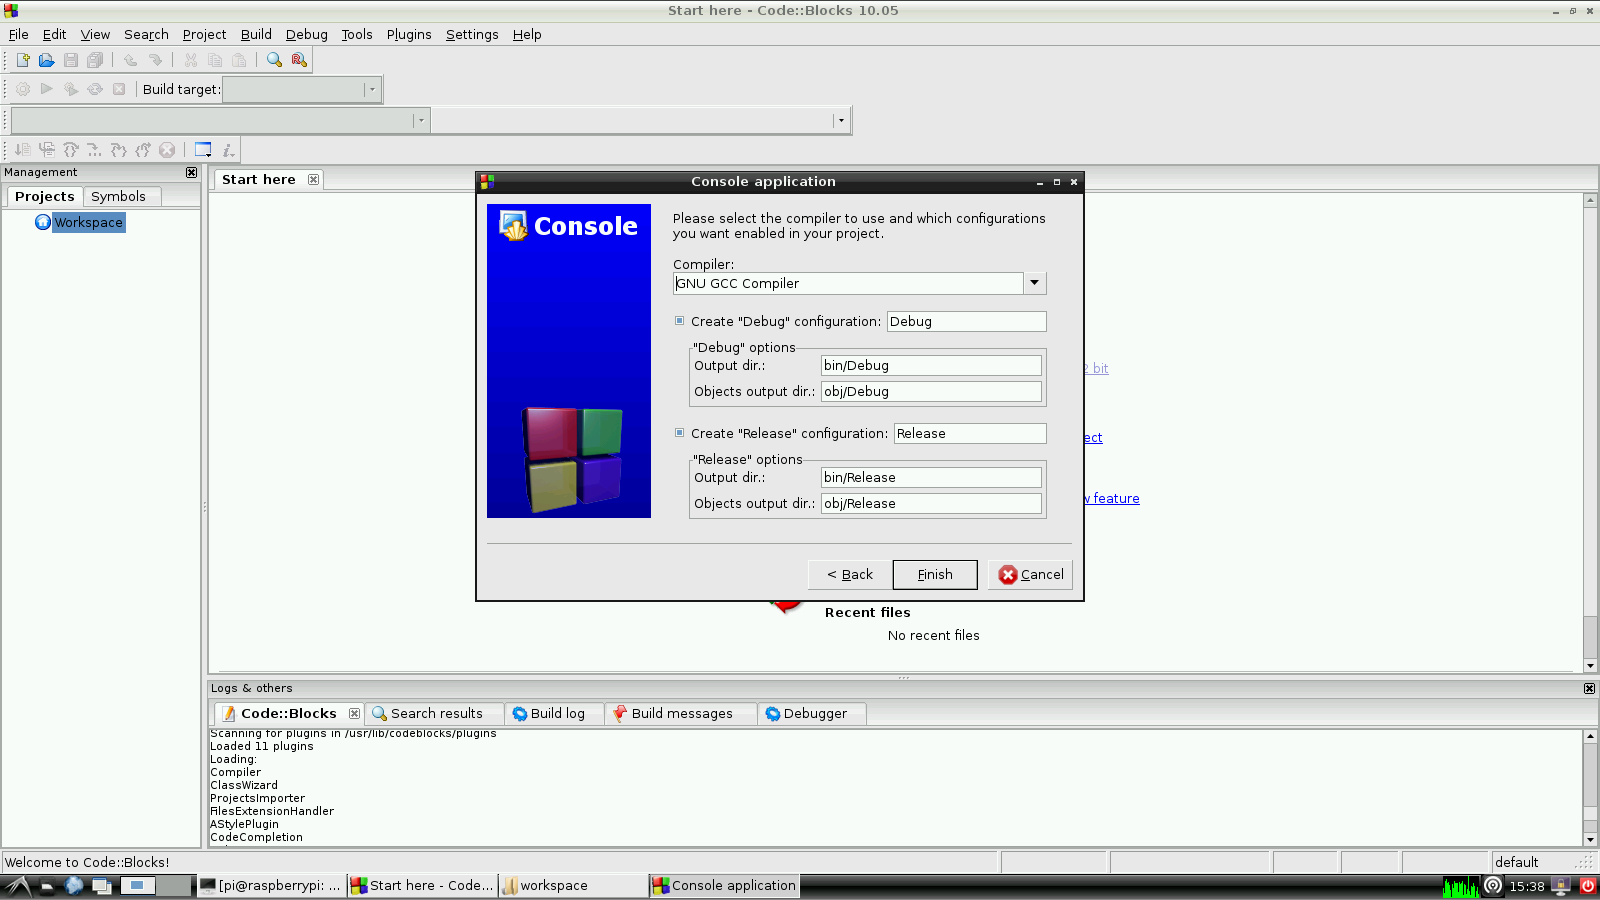 Start here - Code::Blocks 10.05
File Edit View Search Project Build Debug Tools Plugins Settings Help
Build target:
Management
Projects Symbols
Workspace
Start here
Console application
Console
Please select the compiler to use and which configurations
you want enabled in your project.
Compiler:
GNU GCC Compiler
Create "Debug" configuration: Debug
"Debug" options
Output dir.: bin/Debug
Objects output dir.: obj/Debug
Create "Release" configuration: Release
"Release" options
Output dir.: bin/Release
Objects output dir.: obj/Release
< Back Finish Cancel
bit
feature
Recent files
No recent files
Logs & others
Code::Blocks Search results Build log Build messages Debugger
Scanning for plugins in /usr/lib/codeblocks/plugins
Loaded 11 plugins
Loading:
Compiler
ClassWizard
ProjectsImporter
FilesExtensionHandler
AStylePlugin
CodeCompletion
Welcome to Code::Blocks! default
[pi@raspberrypi: ... Start here - Code... workspace Console application 15:38